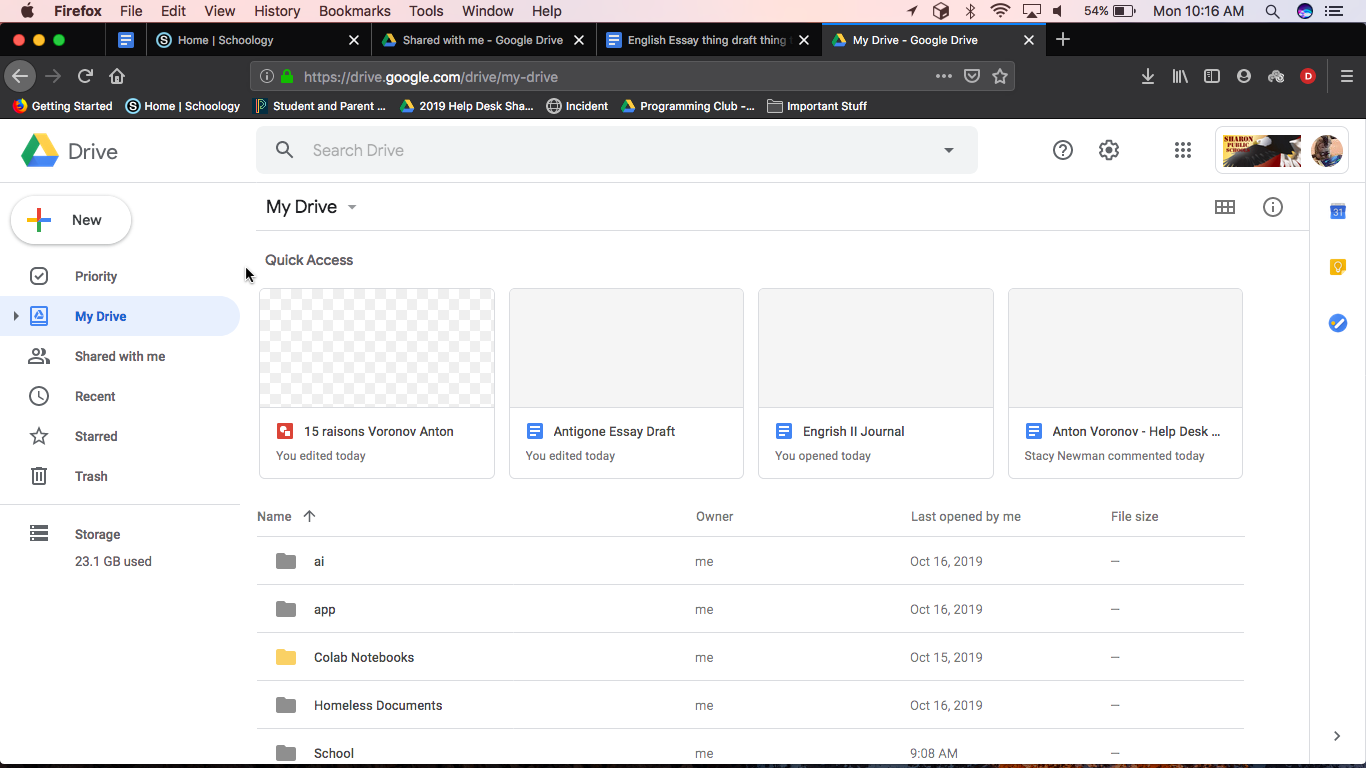 Firefox File Edit View History Bookmarks Tools Window Help 54% Mon 10:16 AM
Home | Schoology Shared with me - Google Drive English Essay thing draft thing My Drive - Google Drive
https://drive.google.com/drive/my-drive
Getting Started Home | Schoology Student and Parent ... 2019 Help Desk Sha... Incident Programming Club -... Important Stuff
Drive Search Drive SHARON PUBLIC
New
My Drive
Quick Access
Priority
My Drive
Shared with me
Recent
Starred
Trash
Storage
23.1 GB used
15 raisons Voronov Anton
You edited today
Antigone Essay Draft
You edited today
Engrish II Journal
You opened today
Anton Voronov - Help Desk ...
Stacy Newman commented today
31
D
Name Owner Last opened by me File size
ai me Oct 16, 2019 —
app me Oct 16, 2019 —
Colab Notebooks me Oct 15, 2019 —
Homeless Documents me Oct 16, 2019 —
School me 9:08 AM —